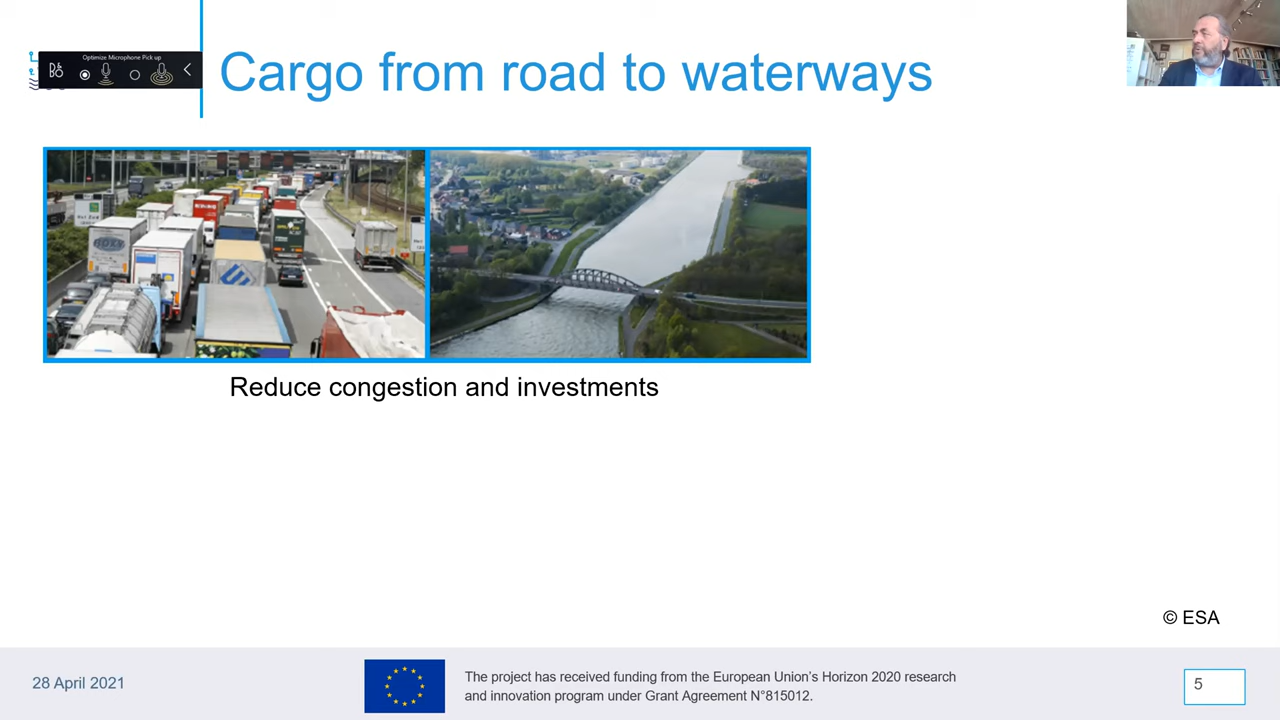 Optimize Microphone Pick up
Cargo from road to waterways
Reduce congestion and investments
© ESA
28 April 2021
The project has received funding from the European Union’s Horizon 2020 research
and innovation program under Grant Agreement N°815012.
5